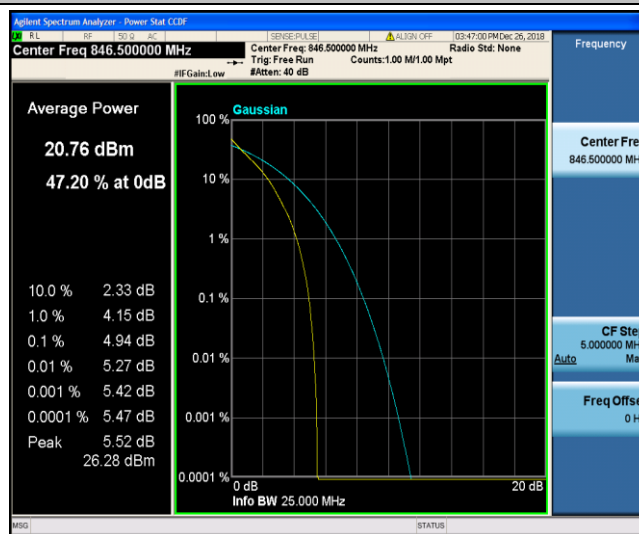 Agilent Spectrum Analyzer - Power Stat CCDF
RL RF 50 Ω AC SENSE:PULSE ALIGN OFF 03:47:00 PM Dec 26, 2018
Center Freq 846.500000 MHz
Center Freq: 846.500000 MHz Radio Std: None
Trig: Free Run Counts:1.00 M/1.00 Mpt
#IFGain:Low #Atten: 40 dB
Frequency
Average Power
20.76 dBm
47.20 % at 0dB
10.0 % 2.33 dB
1.0 % 4.15 dB
0.1 % 4.94 dB
0.01 % 5.27 dB
0.001 % 5.42 dB
0.0001 % 5.47 dB
Peak 5.52 dB
26.28 dBm
Gaussian
100 %
10 %
1 %
0.1 %
0.01 %
0.001 %
0.0001 %
0 dB 20 dB
Info BW 25.000 MHz
Center Fre
846.500000 MH
CF Ste
5.000000 MH
Auto Ma
Freq Offse
0 H
MSG STATUS